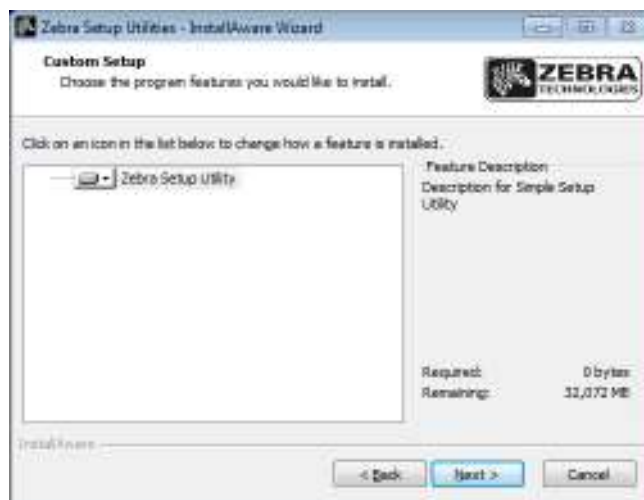 Zebra Setup Utilities - InstallAware Wizard
Custom Setup
Choose the program features you would like to install.
ZEBRA
TECHNOLOGIES
Click on an icon in the list below to change how a feature is installed.
Zebra Setup Utility
Feature Description
Description for Simple Setup
Utility
Required: 0 bytes
Remaining: 32,072 MB
InstallAware
< Back
Next >
Cancel